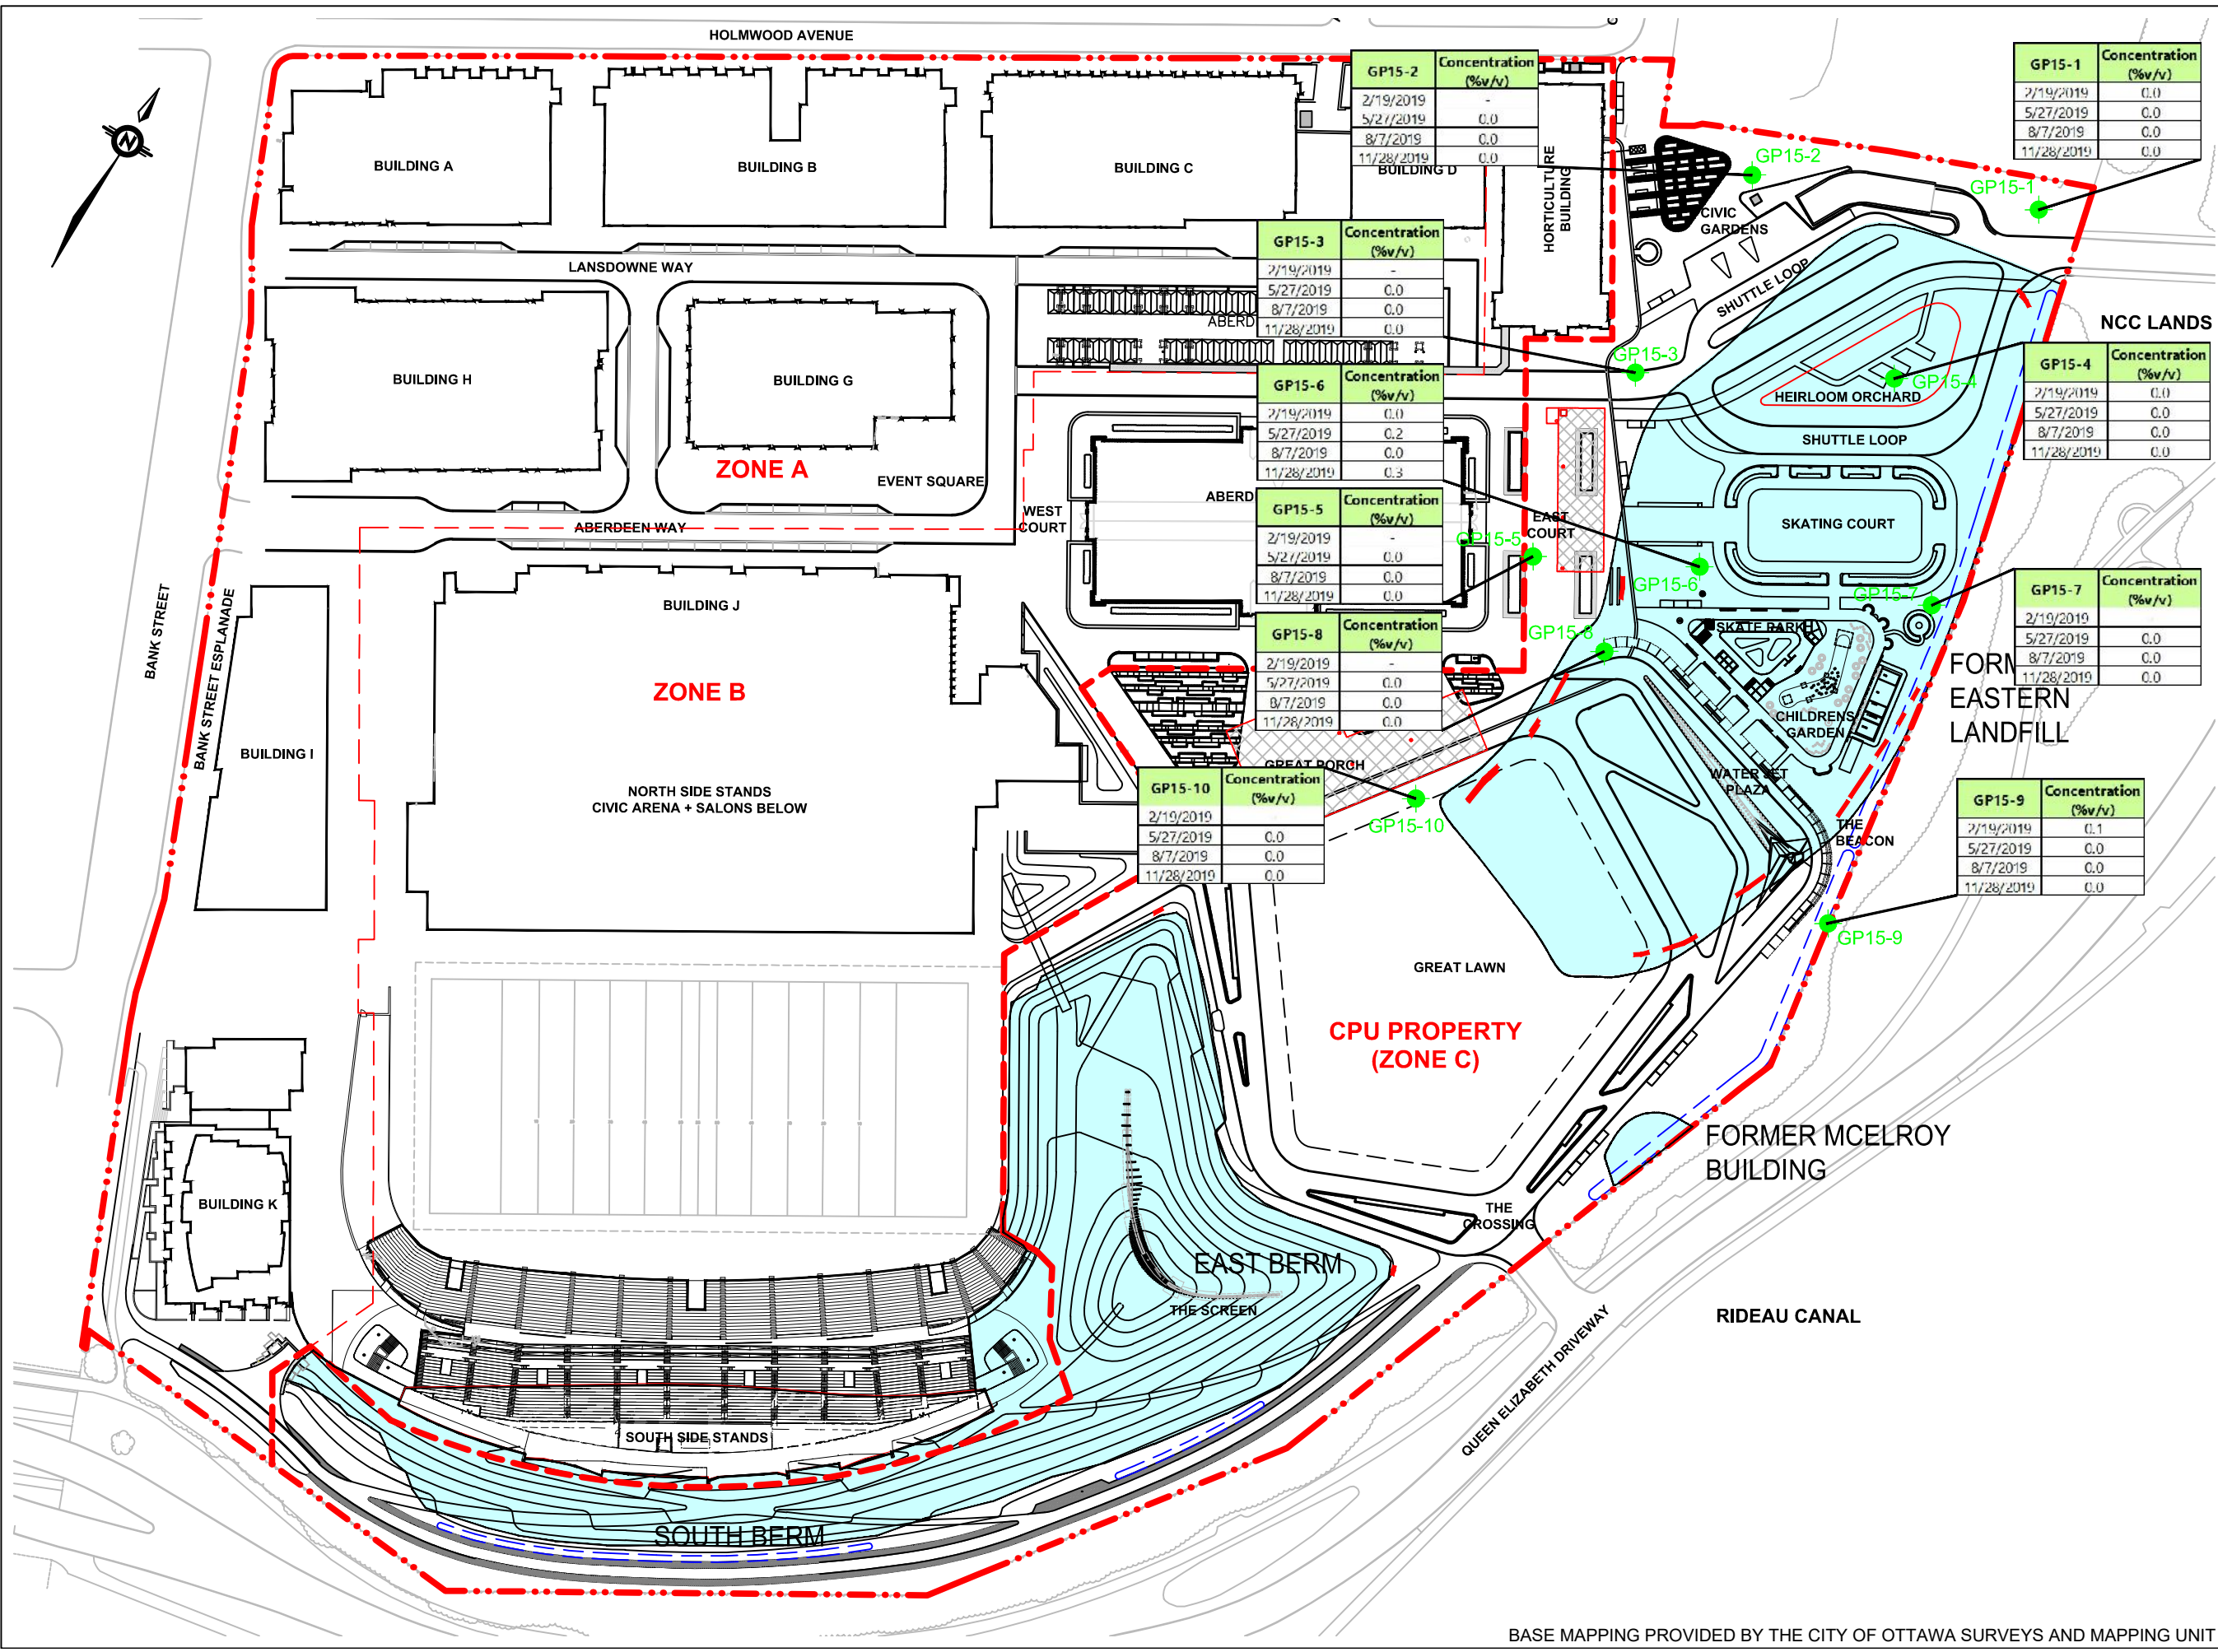 HOLMWOOD AVENUE
GP15-2 Concentration (%v/v)
2/19/2019 -
5/27/2019 0.0
8/7/2019 0.0
11/28/2019 0.0
GP15-1 Concentration (%v/v)
2/19/2019 0.0
5/27/2019 0.0
8/7/2019 0.0
11/28/2019 0.0
N
BUILDING A
BUILDING B
BUILDING C
BUILDING D
HORTICULTURE
BUILDING
GP15-2
GP15-1
CIVIC
GARDENS
GP15-3 Concentration (%v/v)
2/19/2019 -
5/27/2019 0.0
8/7/2019 0.0
11/28/2019 0.0
LANSDOWNE WAY
SHUTTLE LOOP
NCC LANDS
ABERD
GP15-3
GP15-4 Concentration (%v/v)
2/19/2019 0.0
5/27/2019 0.0
8/7/2019 0.0
11/28/2019 0.0
BUILDING H
BUILDING G
GP15-6 Concentration (%v/v)
2/19/2019 0.0
5/27/2019 0.2
8/7/2019 0.0
11/28/2019 0.3
GP15-4
HEIRLOOM ORCHARD
SHUTTLE LOOP
ZONE A
EVENT SQUARE
ABERD
GP15-5 Concentration (%v/v)
2/19/2019 -
5/27/2019 0.0
8/7/2019 0.0
11/28/2019 0.0
WEST
COURT
EAST
COURT
SKATING COURT
ABERDEEN WAY
GP15-5
GP15-6
GP15-7
GP15-7 Concentration (%v/v)
2/19/2019
5/27/2019 0.0
8/7/2019 0.0
11/28/2019 0.0
BANK STREET
BANK STREET ESPLANADE
BUILDING J
GP15-8 Concentration (%v/v)
2/19/2019 -
5/27/2019 0.0
8/7/2019 0.0
11/28/2019 0.0
GP15-8
SKATE PARK
FORM
EASTERN
LANDFILL
ZONE B
CHILDRENS
GARDEN
BUILDING I
GREAT PORCH
WATER JET
PLAZA
NORTH SIDE STANDS
CIVIC ARENA + SALONS BELOW
GP15-10 Concentration (%v/v)
2/19/2019
5/27/2019 0.0
8/7/2019 0.0
11/28/2019 0.0
GP15-10
THE
BEACON
GP15-9 Concentration (%v/v)
2/19/2019 0.1
5/27/2019 0.0
8/7/2019 0.0
11/28/2019 0.0
GP15-9
GREAT LAWN
CPU PROPERTY
(ZONE C)
FORMER MCELROY
BUILDING
BUILDING K
THE
CROSSING
EAST BERM
THE SCREEN
RIDEAU CANAL
QUEEN ELIZABETH DRIVEWAY
SOUTH SIDE STANDS
SOUTH BERM
BASE MAPPING PROVIDED BY THE CITY OF OTTAWA SURVEYS AND MAPPING UNIT